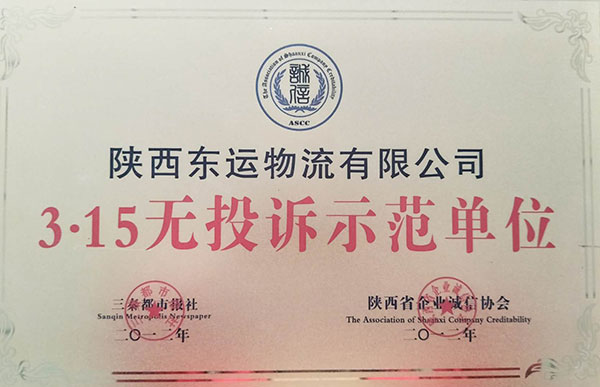 The Association of Shaanxi Company Creditability
誠信
ASCC
陕西东运物流有限公司
3·15无投诉示范单位
三秦都市报社
Sanqin Metropolis Newspaper
二〇一二年
陕西省企业诚信协会
The Association of Shaanxi Company Creditability
二〇一二年